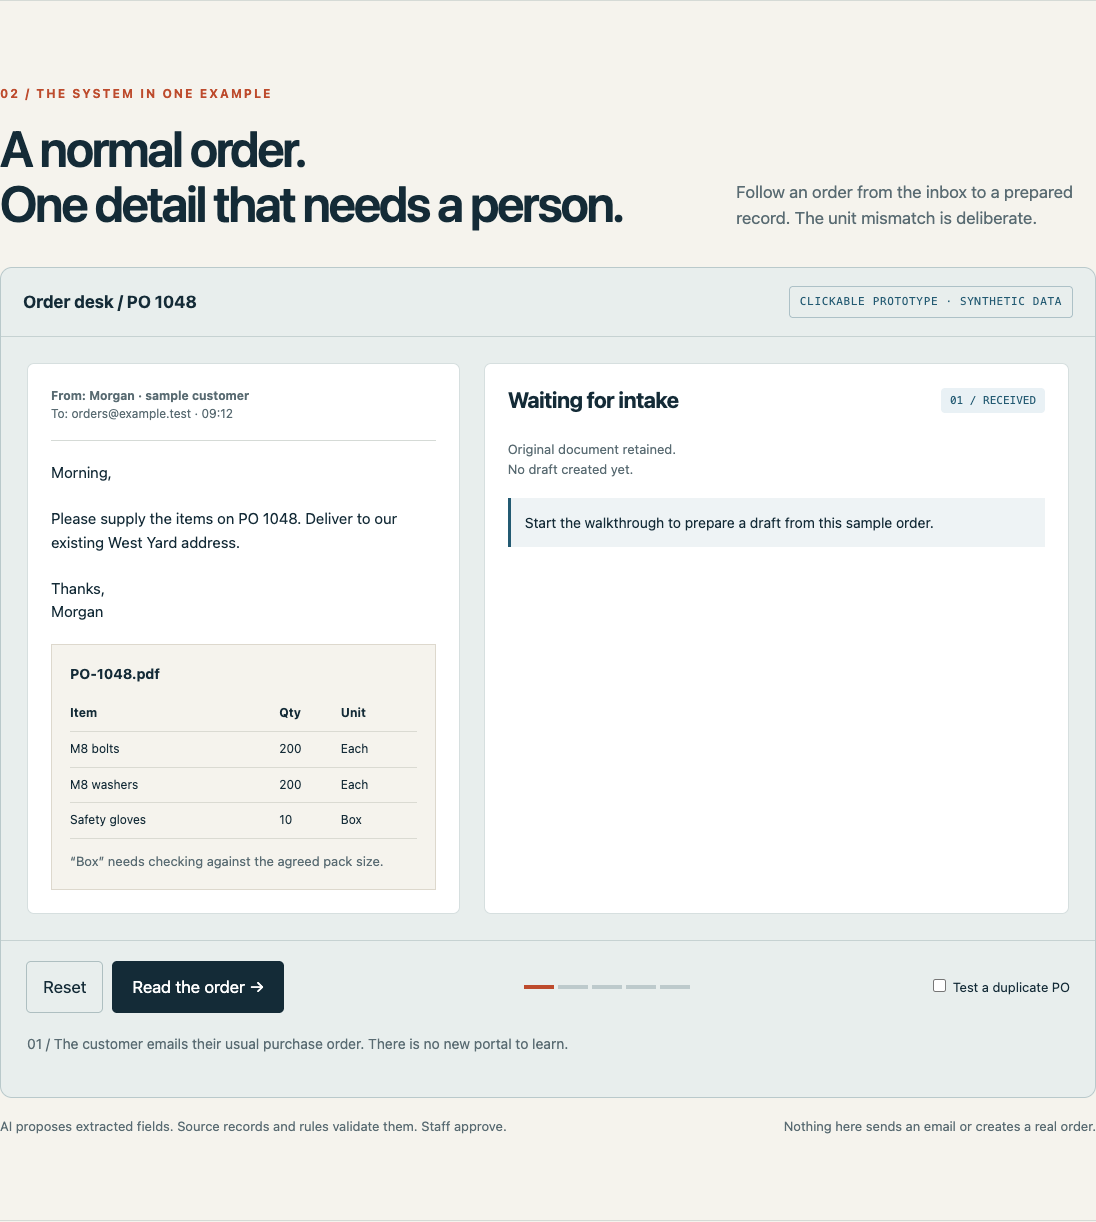 02 / THE SYSTEM IN ONE EXAMPLE
A normal order.
One detail that needs a person.
Follow an order from the inbox to a prepared
record. The unit mismatch is deliberate.
Order desk / PO 1048
CLICKABLE PROTOTYPE · SYNTHETIC DATA
From: Morgan · sample customer
To: orders@example.test · 09:12
Morning,
Please supply the items on PO 1048. Deliver to our
existing West Yard address.
Thanks,
Morgan
PO-1048.pdf
Item Qty Unit
M8 bolts 200 Each
M8 washers 200 Each
Safety gloves 10 Box
“Box” needs checking against the agreed pack size.
Waiting for intake
01 / RECEIVED
Original document retained.
No draft created yet.
Start the walkthrough to prepare a draft from this sample order.
Reset
Read the order →
Test a duplicate PO
01 / The customer emails their usual purchase order. There is no new portal to learn.
AI proposes extracted fields. Source records and rules validate them. Staff approve.
Nothing here sends an email or creates a real order.